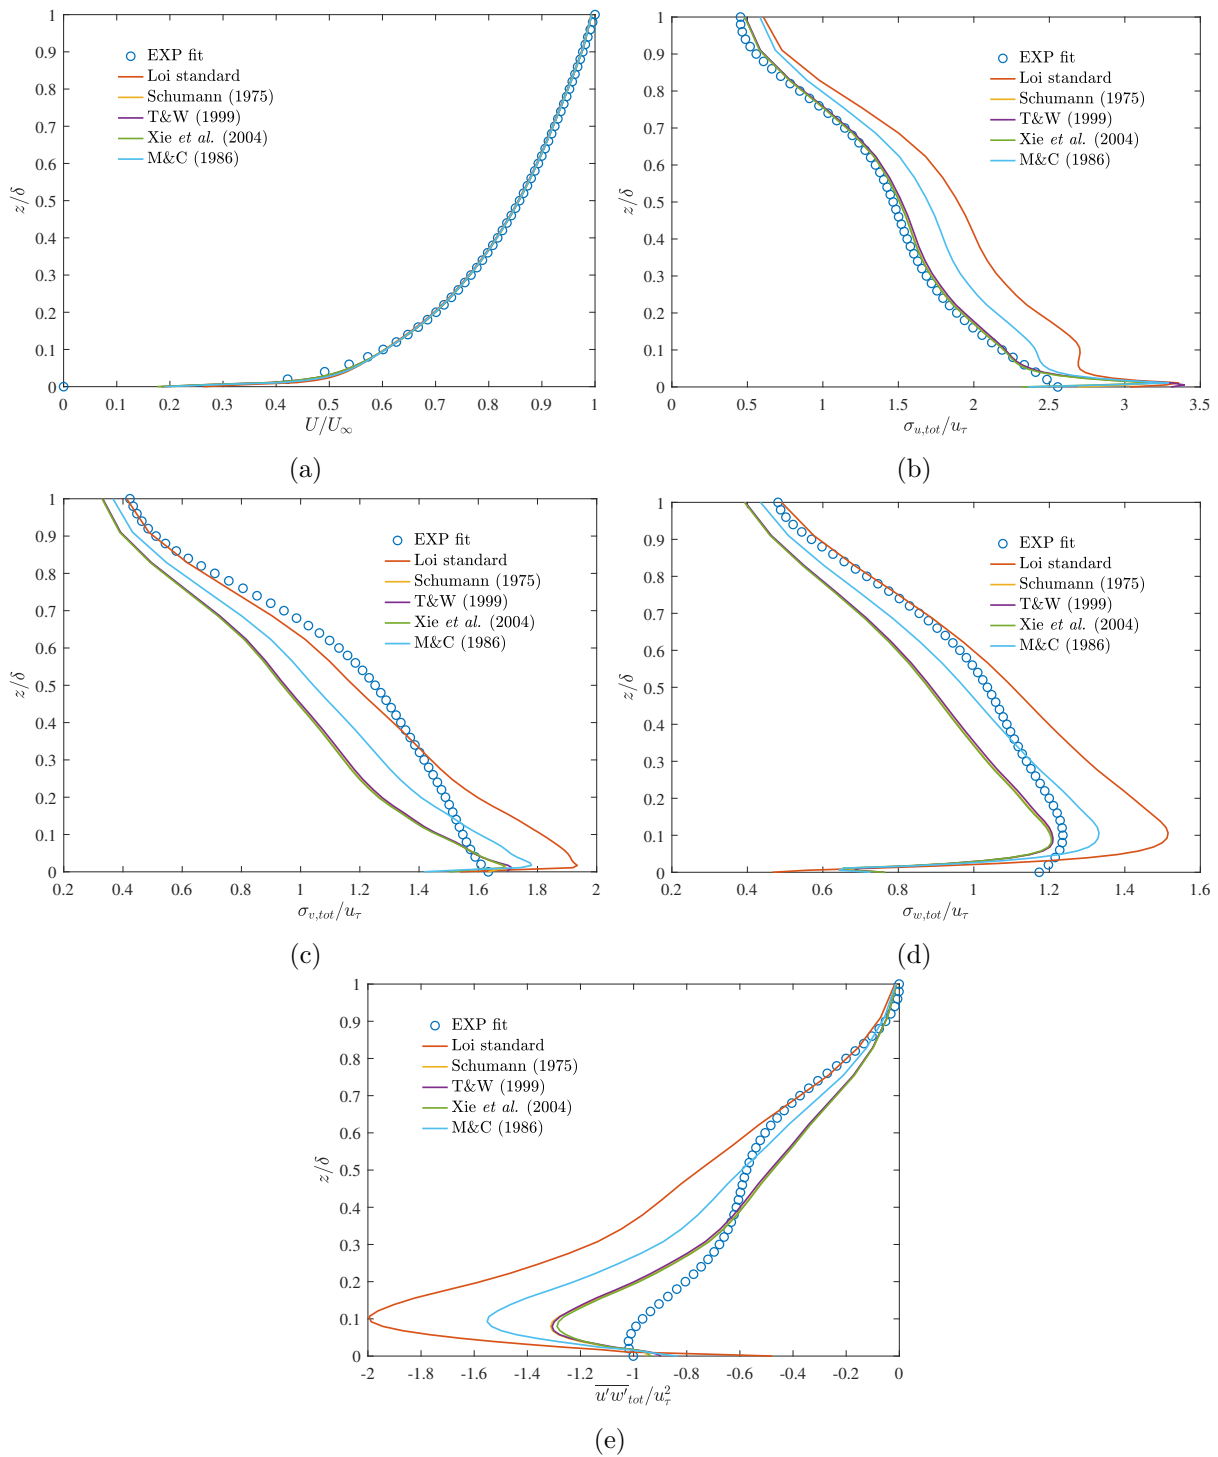 1
0.9
0.8
0.7
0.6
0.5
0.4
0.3
0.2
0.1
0
z/δ
EXP fit
Loi standard
Schumann (1975)
T&W (1999)
Xie et al. (2004)
M&C (1986)
0 0.1 0.2 0.3 0.4 0.5 0.6 0.7 0.8 0.9 1
U/U∞
(a)
1
0.9
0.8
0.7
0.6
0.5
0.4
0.3
0.2
0.1
0
z/δ
EXP fit
Loi standard
Schumann (1975)
T&W (1999)
Xie et al. (2004)
M&C (1986)
0 0.5 1 1.5 2 2.5 3 3.5
σu,tot/uτ
(b)
1
0.9
0.8
0.7
0.6
0.5
0.4
0.3
0.2
0.1
0
z/δ
EXP fit
Loi standard
Schumann (1975)
T&W (1999)
Xie et al. (2004)
M&C (1986)
0.2 0.4 0.6 0.8 1 1.2 1.4 1.6 1.8 2
σv,tot/uτ
(c)
1
0.9
0.8
0.7
0.6
0.5
0.4
0.3
0.2
0.1
0
z/δ
EXP fit
Loi standard
Schumann (1975)
T&W (1999)
Xie et al. (2004)
M&C (1986)
0.2 0.4 0.6 0.8 1 1.2 1.4 1.6
σw,tot/uτ
(d)
1
0.9
0.8
0.7
0.6
0.5
0.4
0.3
0.2
0.1
0
z/δ
EXP fit
Loi standard
Schumann (1975)
T&W (1999)
Xie et al. (2004)
M&C (1986)
-2 -1.8 -1.6 -1.4 -1.2 -1 -0.8 -0.6 -0.4 -0.2 0
u′w′tot/uτ²
(e)